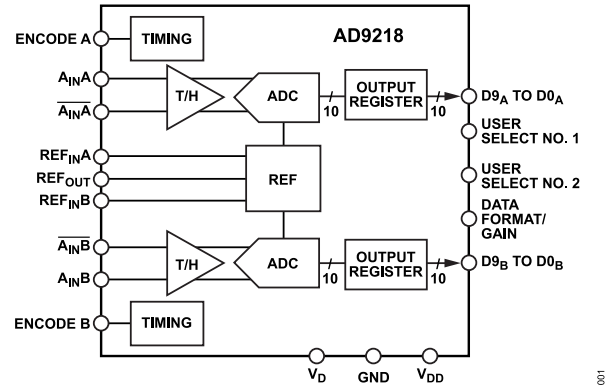 AD9218
ENCODE A
TIMING
AINA
T/H
ADC
10
OUTPUT
REGISTER
10
D9A TO D0A
AINA
USER
SELECT NO. 1
REFINA
REFOUT
REFINB
REF
USER
SELECT NO. 2
DATA
FORMAT/
GAIN
AINB
T/H
ADC
10
OUTPUT
REGISTER
10
D9B TO D0B
AINB
ENCODE B
TIMING
VD
GND
VDD
001